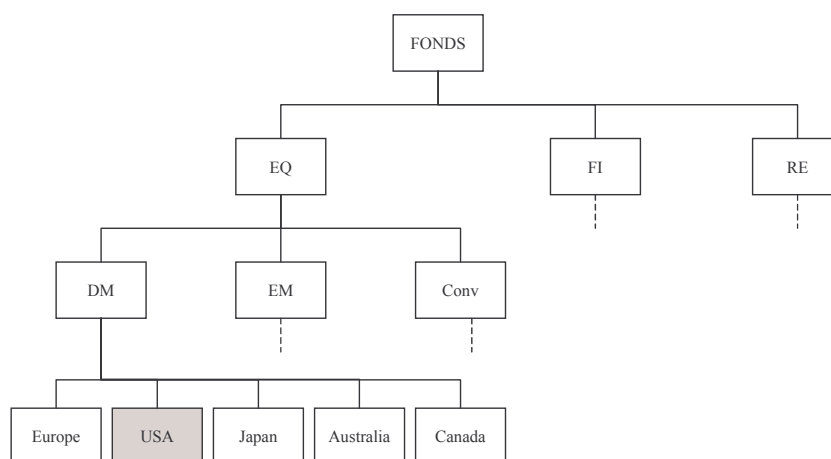 FONDS
EQ
FI
RE
DM
EM
Conv
Europe
USA
Japan
Australia
Canada